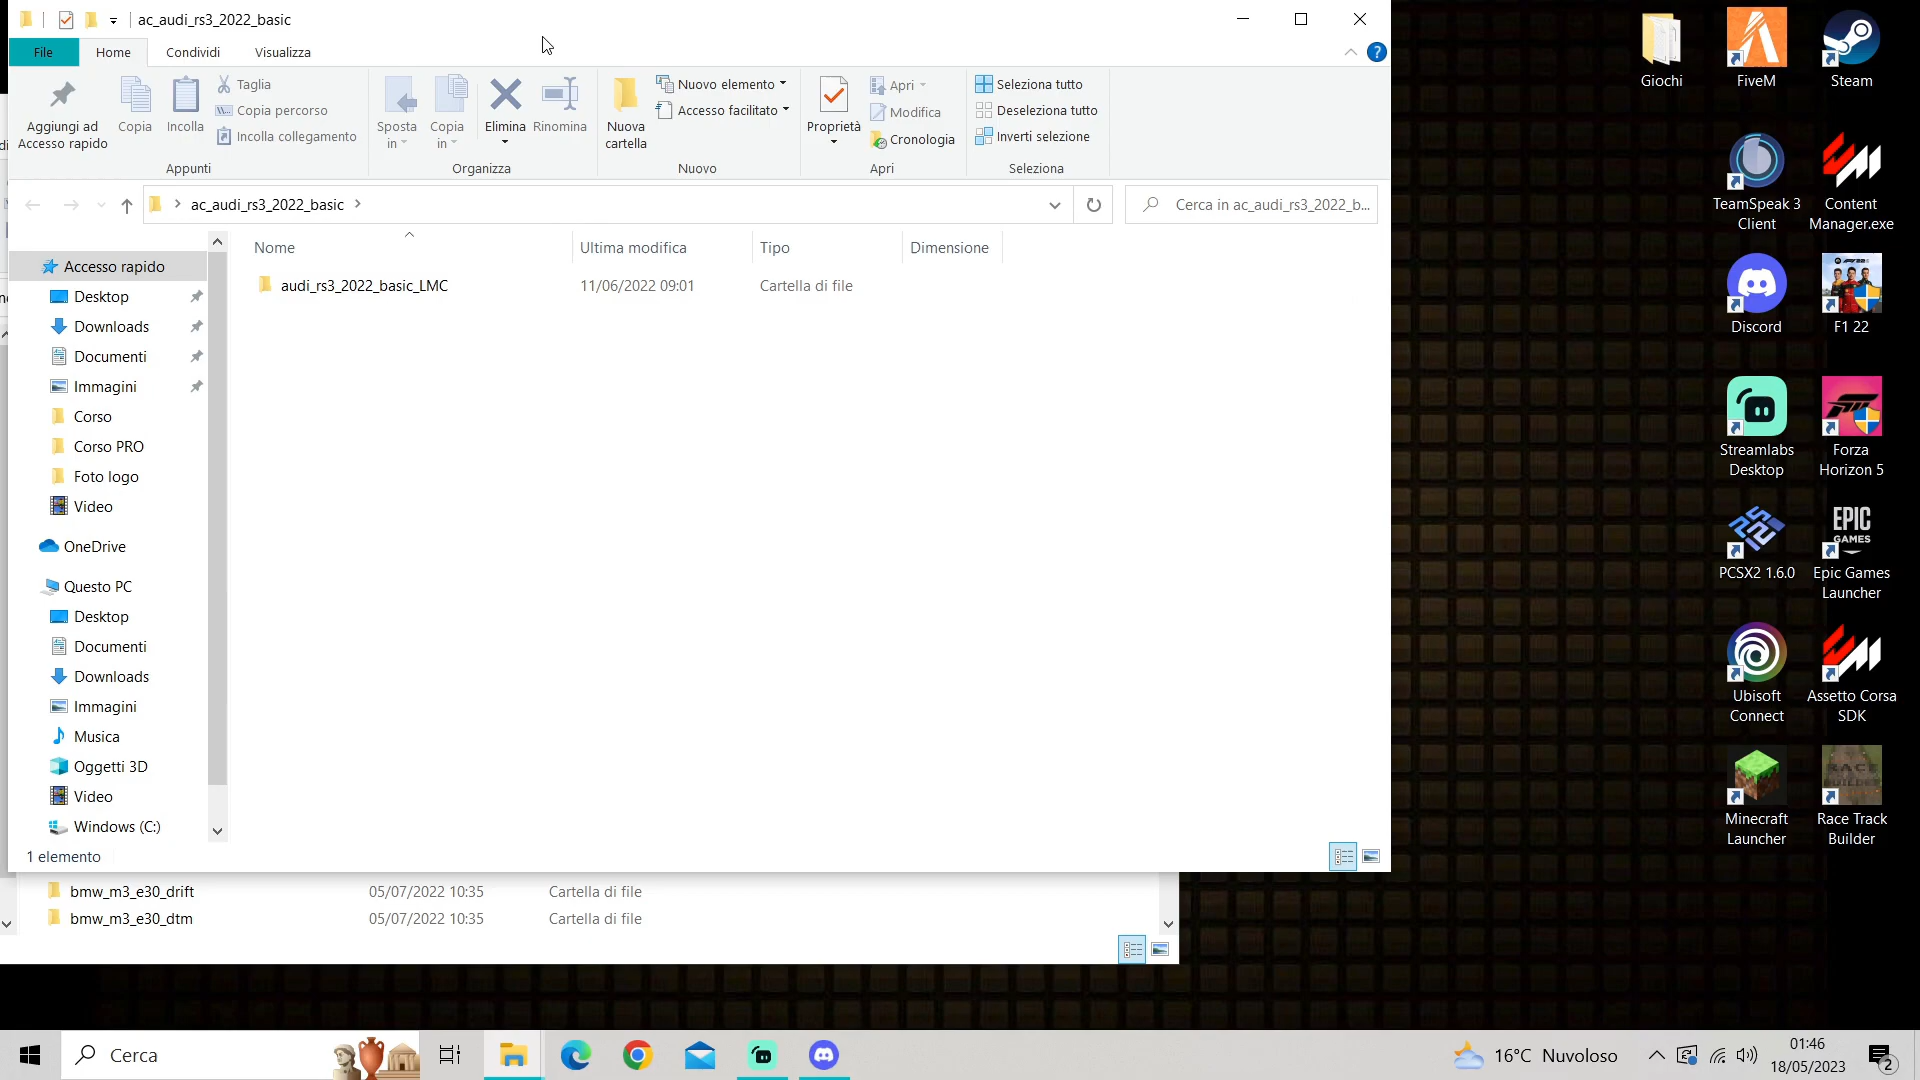 ac_audi_rs3_2022_basic
File
Home
Condividi
Visualizza
Aggiungi ad
Accesso rapido
Copia
Incolla
Taglia
Copia percorso
Incolla collegamento
Appunti
Sposta
in
Copia
in
Elimina
Rinomina
Organizza
Nuova
cartella
Nuovo elemento
Accesso facilitato
Nuovo
Proprietà
Apri
Modifica
Cronologia
Apri
Seleziona tutto
Deseleziona tutto
Inverti selezione
Seleziona
ac_audi_rs3_2022_basic
Cerca in ac_audi_rs3_2022_b...
Nome
Ultima modifica
Tipo
Dimensione
audi_rs3_2022_basic_LMC
11/06/2022 09:01
Cartella di file
Accesso rapido
Desktop
Downloads
Documenti
Immagini
Corso
Corso PRO
Foto logo
Video
OneDrive
Questo PC
Desktop
Documenti
Downloads
Immagini
Musica
Oggetti 3D
Video
Windows (C:)
1 elemento
bmw_m3_e30_drift
05/07/2022 10:35
Cartella di file
bmw_m3_e30_dtm
05/07/2022 10:35
Cartella di file
Giochi
FiveM
Steam
TeamSpeak 3
Client
Content
Manager.exe
Discord
F1 22
Streamlabs
Desktop
Forza
Horizon 5
PCSX2 1.6.0
EPIC
GAMES
Epic Games
Launcher
Ubisoft
Connect
Assetto Corsa
SDK
Minecraft
Launcher
Race Track
Builder
Cerca
16°C Nuvoloso
01:46
18/05/2023
2